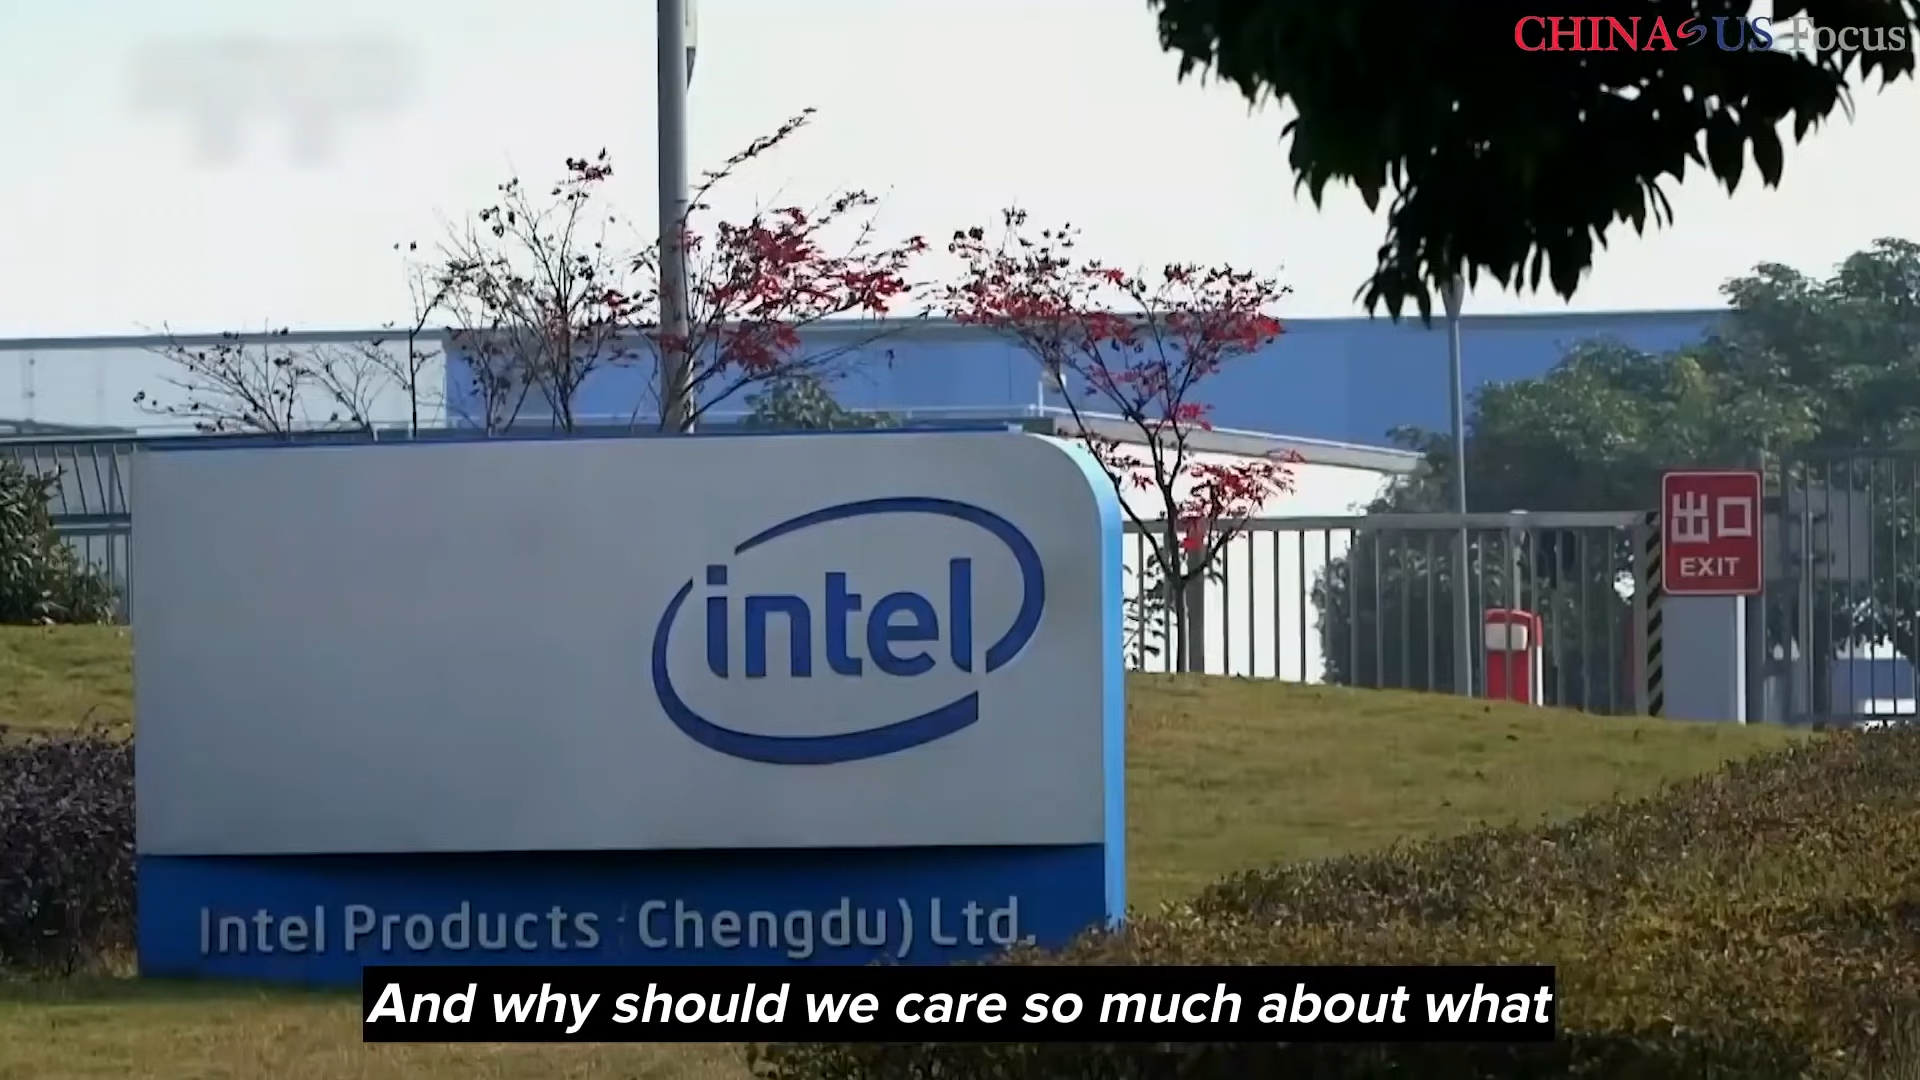 CHINA US Focus
intel
出口
EXIT
Intel Products (Chengdu) Ltd.
And why should we care so much about what